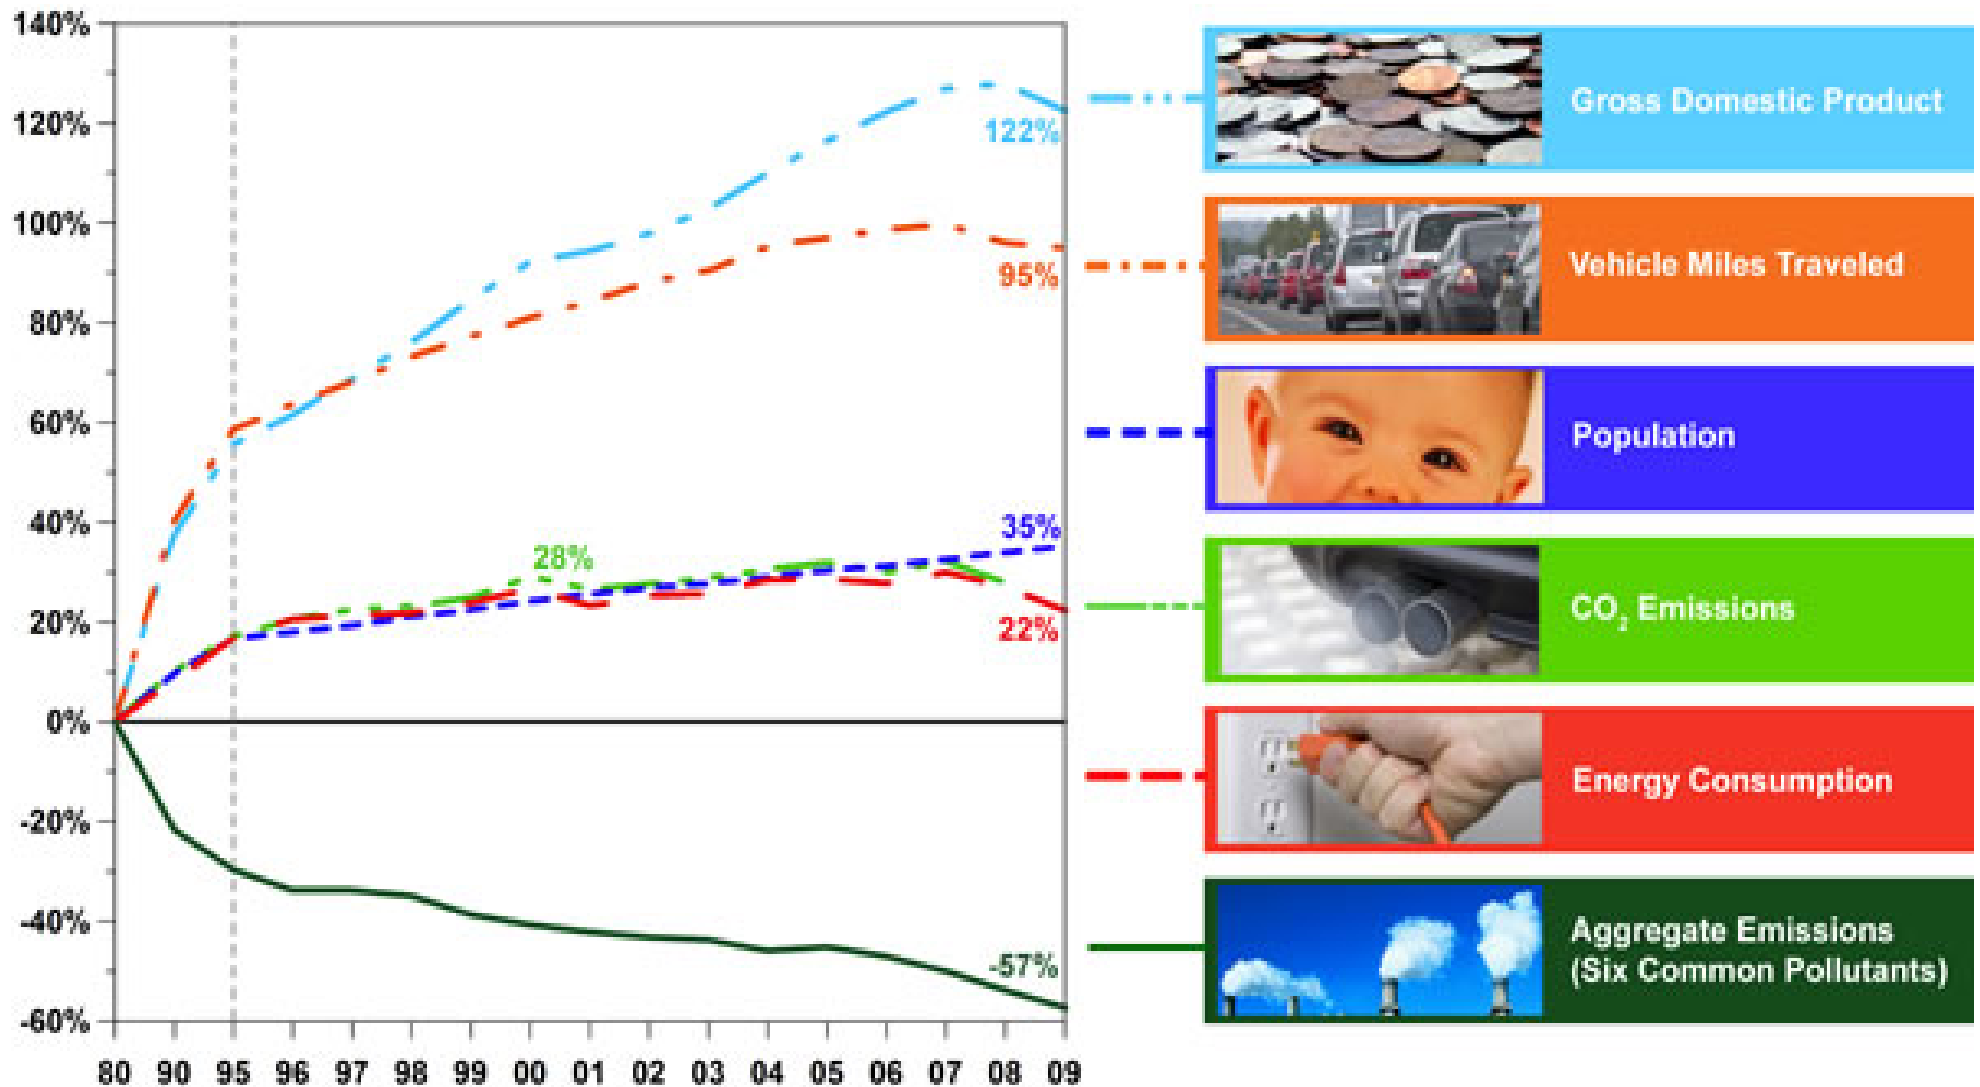 140%
120%
100%
80%
60%
40%
20%
0%
-20%
-40%
-60%
122%
95%
28%
35%
22%
-57%
80 90 95 96 97 98 99 00 01 02 03 04 05 06 07 08 09
Gross Domestic Product
Vehicle Miles Traveled
Population
CO₂ Emissions
Energy Consumption
Aggregate Emissions
(Six Common Pollutants)